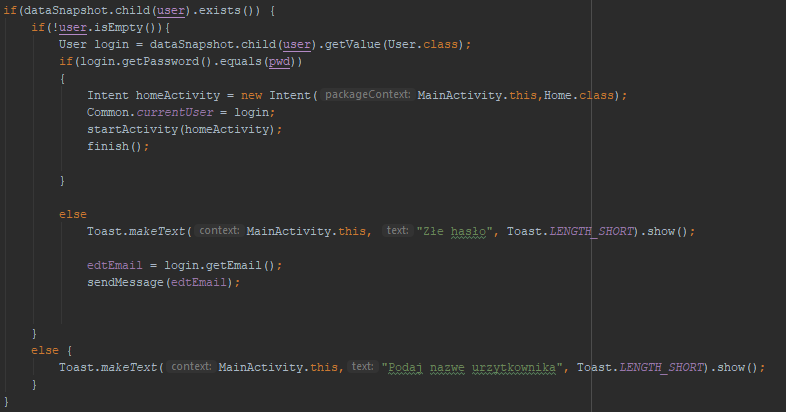 if(dataSnapshot.child(user).exists()) {
if(!user.isEmpty()){
User login = dataSnapshot.child(user).getValue(User.class);
if(login.getPassword().equals(pwd))
{
Intent homeActivity = new Intent( packageContext: MainActivity.this,Home.class);
Common.currentUser = login;
startActivity(homeActivity);
finish();
}
else
Toast.makeText( context: MainActivity.this, text: "Złe hasło", Toast.LENGTH_SHORT).show();
edtEmail = login.getEmail();
sendMessage(edtEmail);
}
else {
Toast.makeText( context: MainActivity.this, text: "Podaj nazwe urzytkownika", Toast.LENGTH_SHORT).show();
}
}